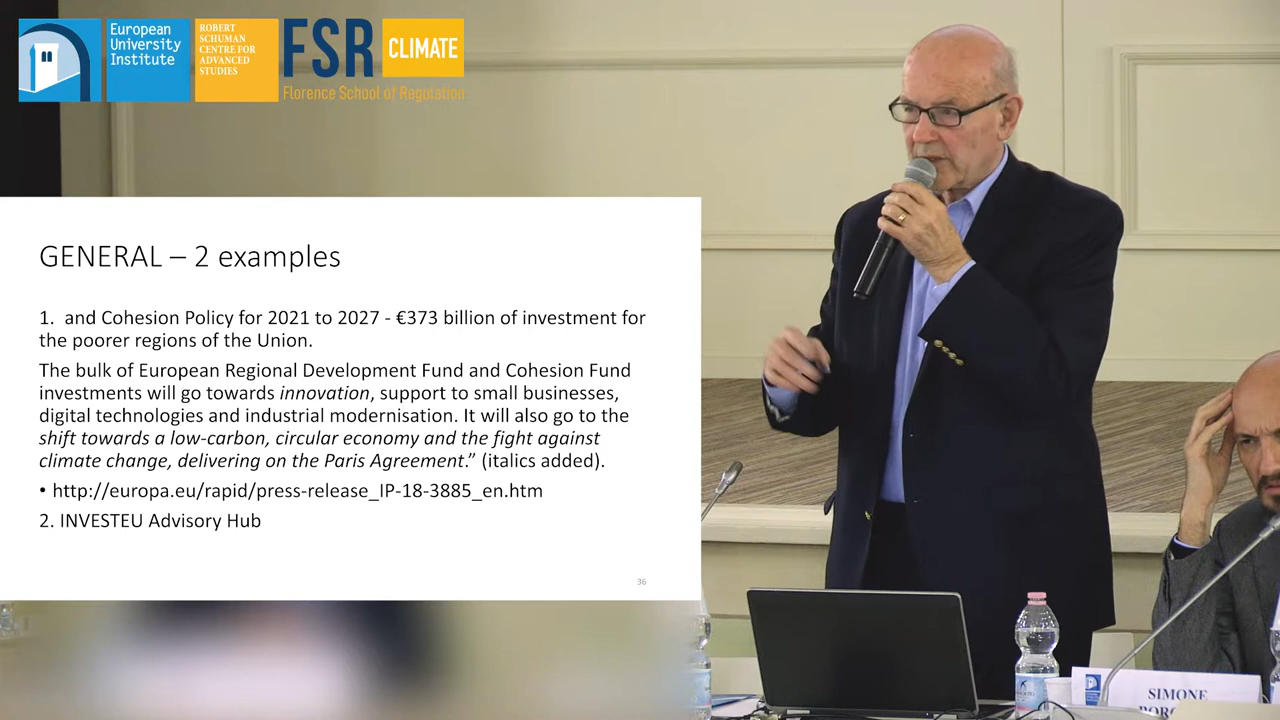 European
University
Institute
ROBERT
SCHUMAN
CENTRE FOR
ADVANCED
STUDIES
FSR
CLIMATE
Florence School of Regulation
GENERAL – 2 examples
1. and Cohesion Policy for 2021 to 2027 - €373 billion of investment for
the poorer regions of the Union.
The bulk of European Regional Development Fund and Cohesion Fund
investments will go towards innovation, support to small businesses,
digital technologies and industrial modernisation. It will also go to the
shift towards a low-carbon, circular economy and the fight against
climate change, delivering on the Paris Agreement.” (italics added).
• http://europa.eu/rapid/press-release_IP-18-3885_en.htm
2. INVESTEU Advisory Hub
36
SIMONE